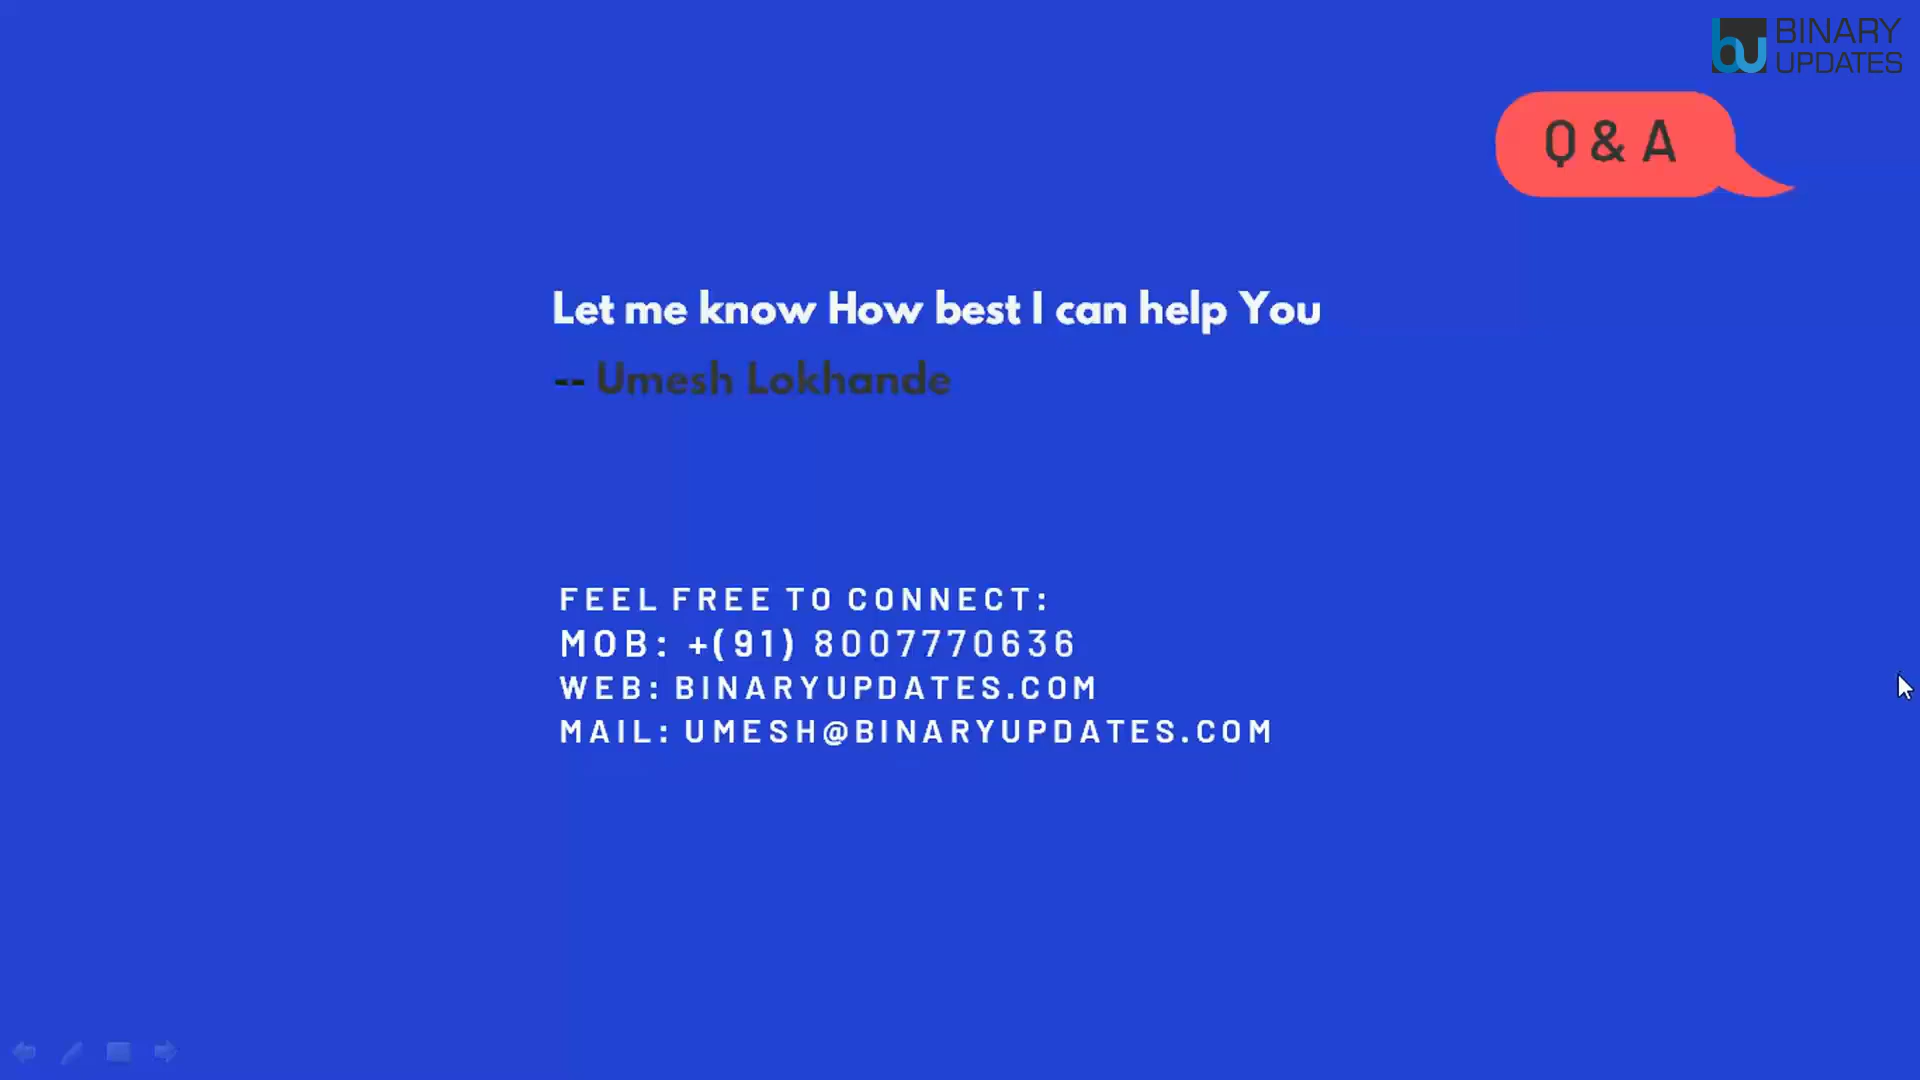 BINARY
UPDATES
Q & A
Let me know How best I can help You
-- Umesh Lokhande
FEEL FREE TO CONNECT:
MOB: +(91) 8007770636
WEB: BINARYUPDATES.COM
MAIL: UMESH@BINARYUPDATES.COM